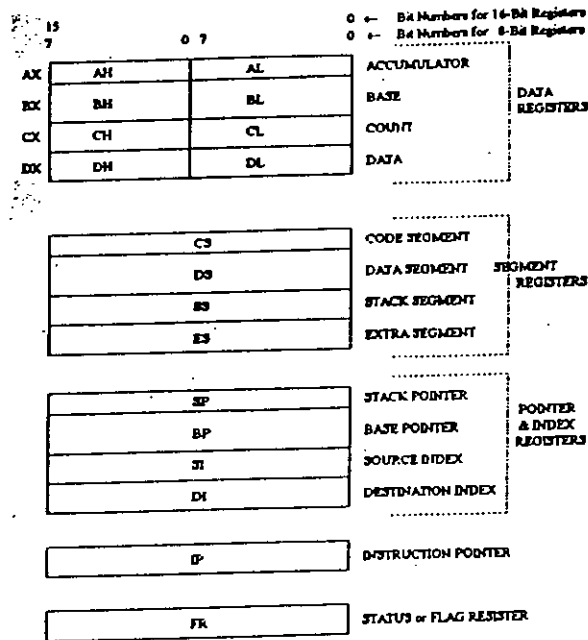 15 0 ← Bit Numbers for 16-Bit Registers
7 0 7 0 ← Bit Numbers for 8-Bit Registers
AX AH AL ACCUMULATOR
BX BH BL BASE
CX CH CL COUNT
DX DH DL DATA
DATA
REGISTERS
CS CODE SEGMENT
DS DATA SEGMENT
SS STACK SEGMENT
ES EXTRA SEGMENT
SEGMENT
REGISTERS
SP STACK POINTER
BP BASE POINTER
SI SOURCE INDEX
DI DESTINATION INDEX
POINTER
& INDEX
REGISTERS
IP INSTRUCTION POINTER
FR STATUS or FLAG RESISTER